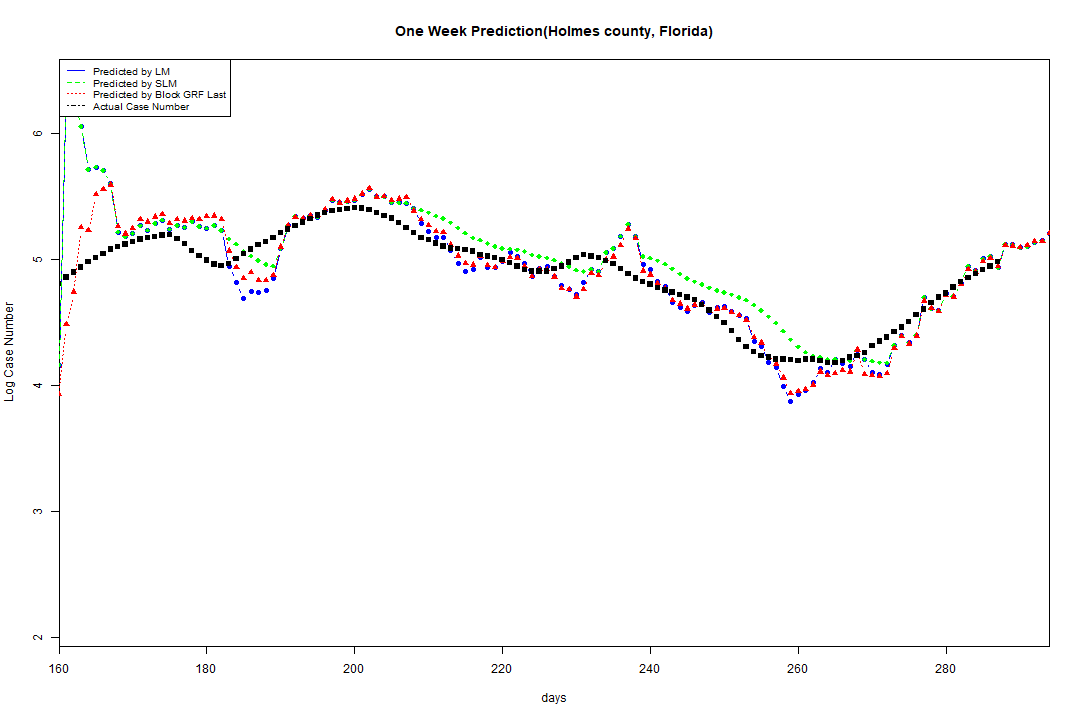 One Week Prediction(Holmes county, Florida)
Predicted by LM
Predicted by SLM
Predicted by Block GRF Last
Actual Case Number
6
5
4
3
2
Log Case Number
160 180 200 220 240 260 280
days